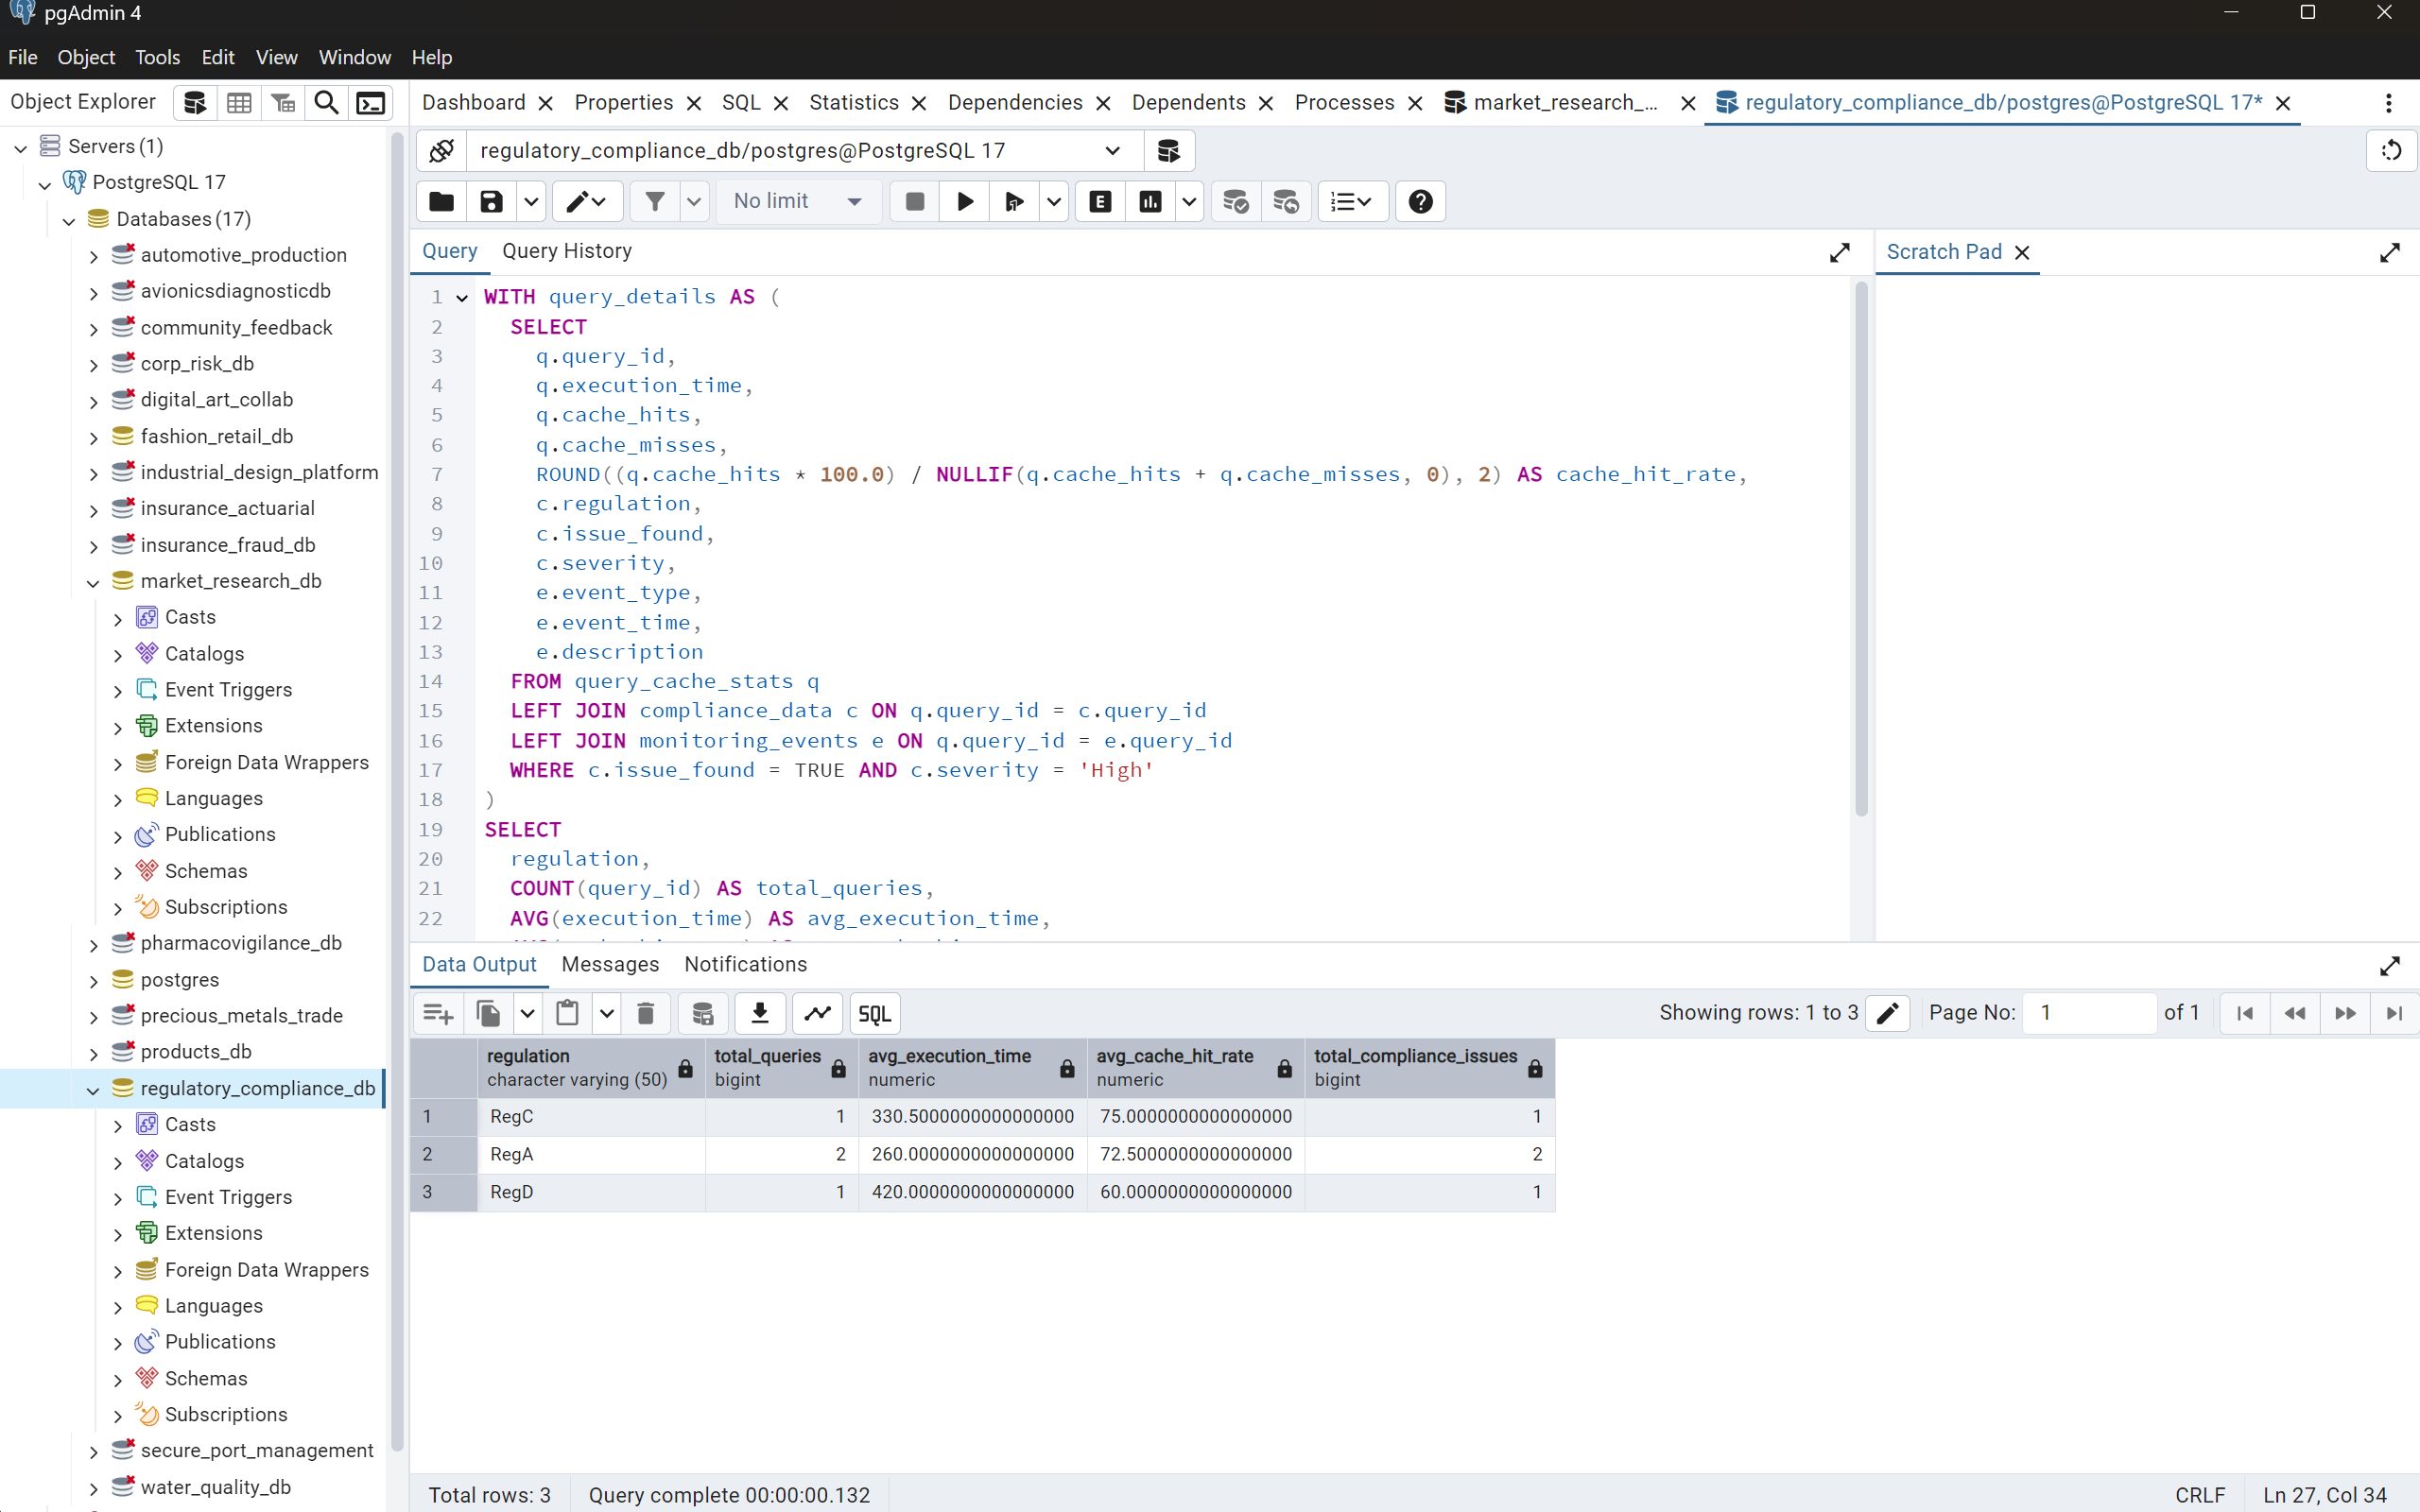 pgAdmin 4
File Object Tools Edit View Window Help
Object Explorer
Servers (1)
PostgreSQL 17
Databases (17)
automotive_production
avionicsdiagnosticdb
community_feedback
corp_risk_db
digital_art_collab
fashion_retail_db
industrial_design_platform
insurance_actuarial
insurance_fraud_db
market_research_db
Casts
Catalogs
Event Triggers
Extensions
Foreign Data Wrappers
Languages
Publications
Schemas
Subscriptions
pharmacovigilance_db
postgres
precious_metals_trade
products_db
regulatory_compliance_db
Casts
Catalogs
Event Triggers
Extensions
Foreign Data Wrappers
Languages
Publications
Schemas
Subscriptions
secure_port_management
water_quality_db
Dashboard Properties SQL Statistics Dependencies Dependents Processes market_research_... regulatory_compliance_db/postgres@PostgreSQL 17*
regulatory_compliance_db/postgres@PostgreSQL 17
No limit E
Query Query History
Scratch Pad
1 WITH query_details AS (
2 SELECT
3 q.query_id,
4 q.execution_time,
5 q.cache_hits,
6 q.cache_misses,
7 ROUND((q.cache_hits * 100.0) / NULLIF(q.cache_hits + q.cache_misses, 0), 2) AS cache_hit_rate,
8 c.regulation,
9 c.issue_found,
10 c.severity,
11 e.event_type,
12 e.event_time,
13 e.description
14 FROM query_cache_stats q
15 LEFT JOIN compliance_data c ON q.query_id = c.query_id
16 LEFT JOIN monitoring_events e ON q.query_id = e.query_id
17 WHERE c.issue_found = TRUE AND c.severity = 'High'
18 )
19 SELECT
20 regulation,
21 COUNT(query_id) AS total_queries,
22 AVG(execution_time) AS avg_execution_time,
Data Output Messages Notifications
SQL
Showing rows: 1 to 3 Page No: 1 of 1
regulation total_queries avg_execution_time avg_cache_hit_rate total_compliance_issues
character varying (50) bigint numeric numeric bigint
1 RegC 1 330.5000000000000000 75.0000000000000000 1
2 RegA 2 260.0000000000000000 72.5000000000000000 2
3 RegD 1 420.0000000000000000 60.0000000000000000 1
Total rows: 3 Query complete 00:00:00.132 CRLF Ln 27, Col 34